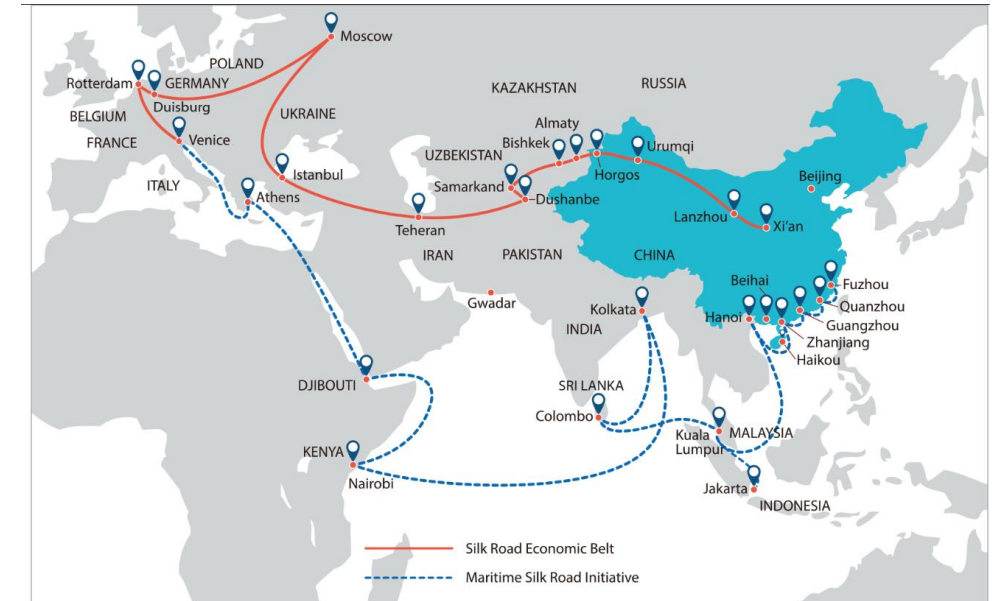 Moscow
POLAND
Rotterdam
GERMANY
Duisburg
BELGIUM
FRANCE
Venice
UKRAINE
ITALY
Istanbul
Athens
KAZAKHSTAN
RUSSIA
Almaty
Bishkek
Urumqi
UZBEKISTAN
Horgos
Samarkand
Dushanbe
Beijing
Lanzhou
Xi'an
Teheran
IRAN
PAKISTAN
CHINA
Gwadar
Beihai
Fuzhou
Kolkata
Hanoi
Quanzhou
Guangzhou
INDIA
Zhanjiang
Haikou
DJIBOUTI
SRI LANKA
Colombo
Kuala
Lumpur
MALAYSIA
KENYA
Nairobi
Jakarta
INDONESIA
Silk Road Economic Belt
Maritime Silk Road Initiative